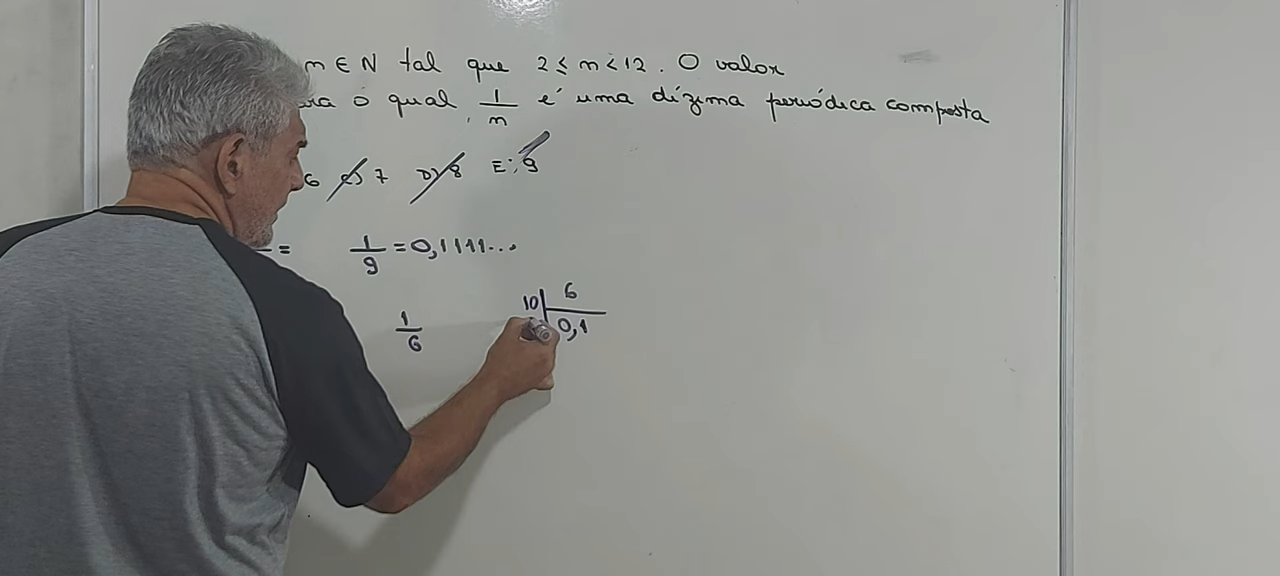 n ∈ N tal que 2 ≤ n < 12. O valor
o qual 1/n é uma dízima periódica composta
6 C) 7 D) 8 E) 9
= 1/9 = 0,1111...
1/6 10 | 6
0,1